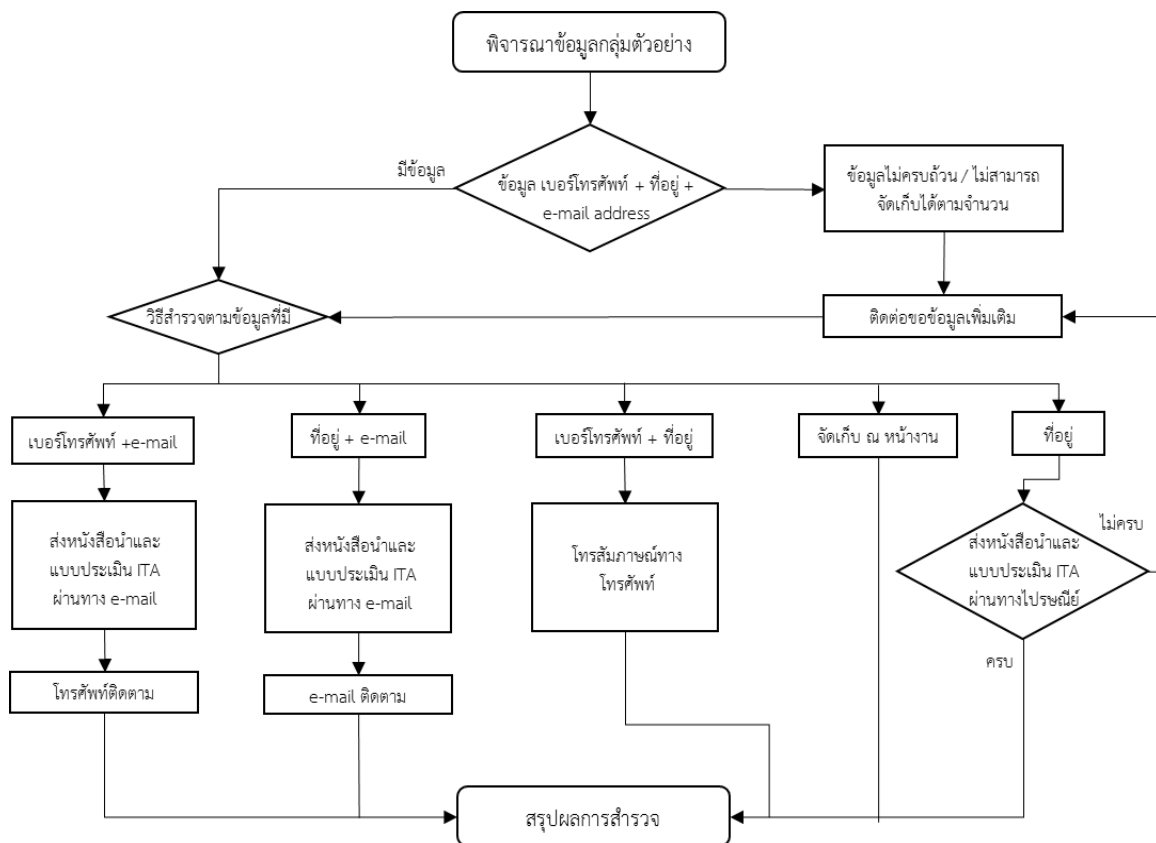 พิจารณาข้อมูลกลุ่มตัวอย่าง
มีข้อมูล
ข้อมูล เบอร์โทรศัพท์ + ที่อยู่ +
e-mail address
ข้อมูลไม่ครบถ้วน / ไม่สามารถ
จัดเก็บได้ตามจำนวน
วิธีสำรวจตามข้อมูลที่มี
ติดต่อขอข้อมูลเพิ่มเติม
เบอร์โทรศัพท์ +e-mail
ที่อยู่ + e-mail
เบอร์โทรศัพท์ + ที่อยู่
จัดเก็บ ณ หน้างาน
ที่อยู่
ส่งหนังสือนำและ
แบบประเมิน ITA
ผ่านทาง e-mail
ส่งหนังสือนำและ
แบบประเมิน ITA
ผ่านทาง e-mail
โทรสัมภาษณ์ทาง
โทรศัพท์
ส่งหนังสือนำและ
แบบประเมิน ITA
ผ่านทางไปรษณีย์
ไม่ครบ
ครบ
โทรศัพท์ติดตาม
e-mail ติดตาม
สรุปผลการสำรวจ